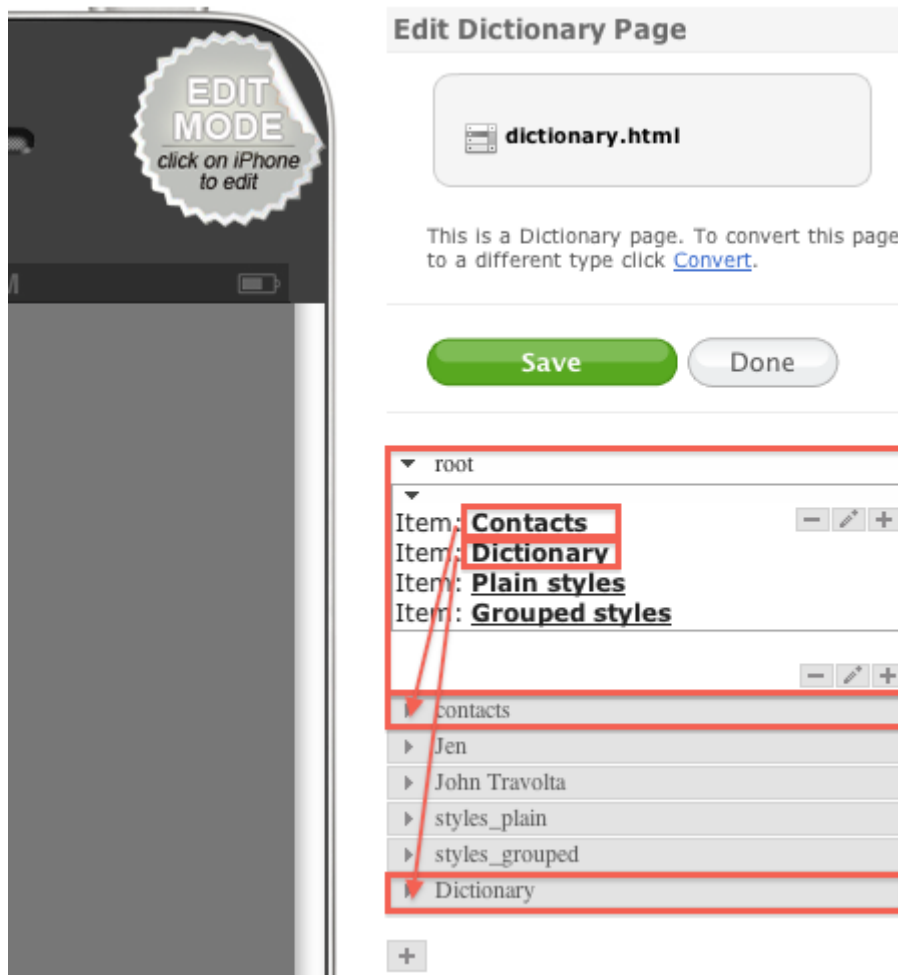 EDIT
MODE
click on iPhone
to edit
M
Edit Dictionary Page
dictionary.html
This is a Dictionary page. To convert this page
to a different type click Convert.
Save
Done
root
Item: Contacts
Item: Dictionary
Item: Plain styles
Item: Grouped styles
contacts
Jen
John Travolta
styles_plain
styles_grouped
Dictionary